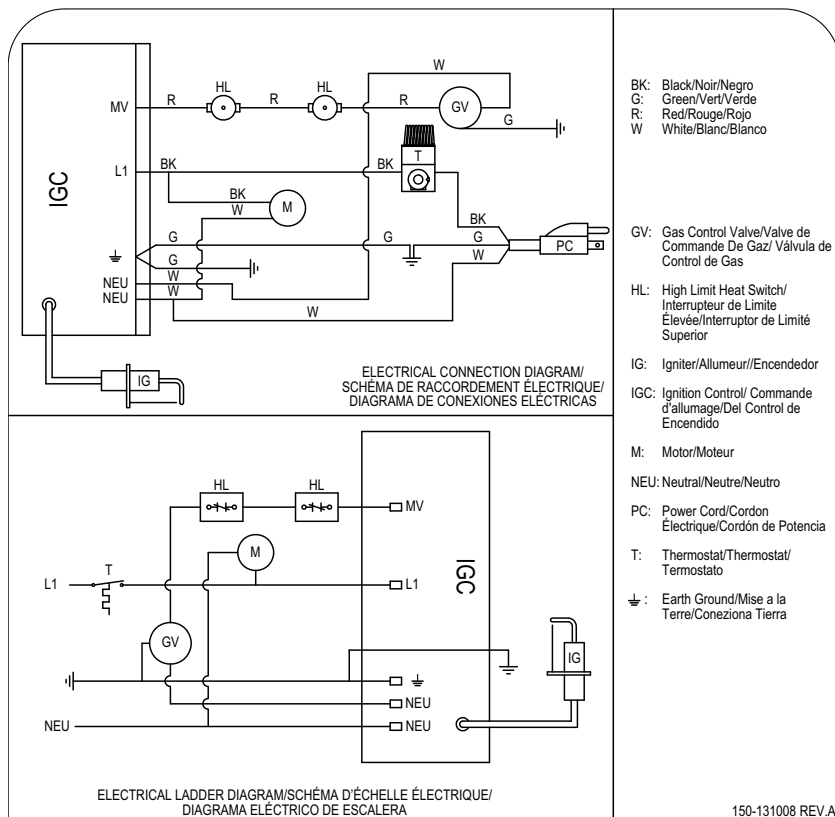 W
HL
HL
MV
R
R
R
GV
G
T
L1
BK
BK
BK
W
M
IGC
BK
G
G
G
PC
G
W
NEU
W
NEU
W
W
IG
ELECTRICAL CONNECTION DIAGRAM/
SCHÉMA DE RACCORDEMENT ÉLECTRIQUE/
DIAGRAMA DE CONEXIONES ELÉCTRICAS
HL
HL
MV
M
L1
T
L1
IGC
GV
IG
NEU
NEU
NEU
ELECTRICAL LADDER DIAGRAM/SCHÉMA D'ÉCHELLE ÉLECTRIQUE/
DIAGRAMA ELÉCTRICO DE ESCALERA
BK: Black/Noir/Negro
G: Green/Vert/Verde
R: Red/Rouge/Rojo
W White/Blanc/Blanco
GV: Gas Control Valve/Valve de
Commande De Gaz/ Válvula de
Control de Gas
HL: High Limit Heat Switch/
Interrupteur de Limite
Élevée/Interruptor de Limité
Superior
IG: Igniter/Allumeur//Encendedor
IGC: Ignition Control/ Commande
d'allumage/Del Control de
Encendido
M: Motor/Moteur
NEU: Neutral/Neutre/Neutro
PC: Power Cord/Cordon
Électrique/Cordón de Potencia
T: Thermostat/Thermostat/
Termostato
⏚ : Earth Ground/Mise a la
Terre/Coneziona Tierra
150-131008 REV.A